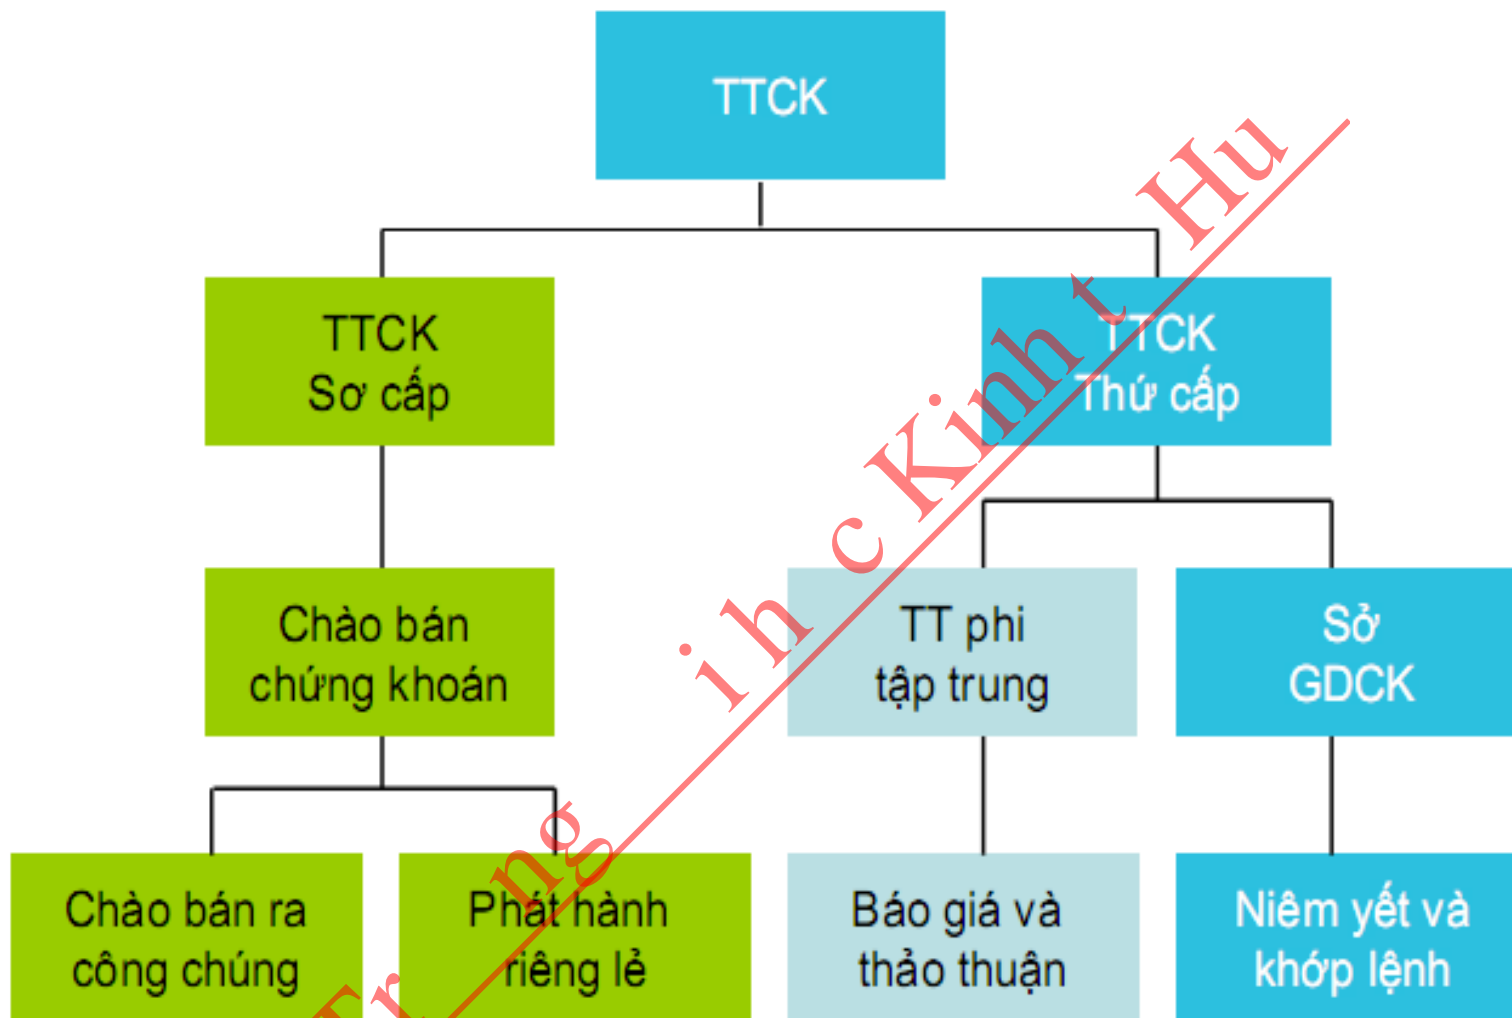 TTCK
TTCK
Sơ cấp
TTCK
Thứ cấp
Chào bán
chứng khoán
TT phi
tập trung
Sở
GDCK
Chào bán ra
công chúng
Phát hành
riêng lẻ
Báo giá và
thảo thuận
Niêm yết và
khớp lệnh
Tr ng i h c Kinh t Hu